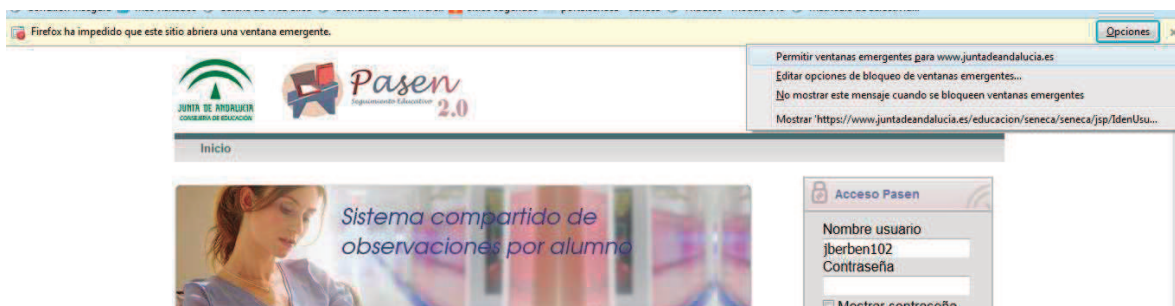 Firefox ha impedido que este sitio abriera una ventana emergente.
Opciones
Permitir ventanas emergentes para www.juntadeandalucia.es
Editar opciones de bloqueo de ventanas emergentes...
No mostrar este mensaje cuando se bloqueen ventanas emergentes
Mostrar 'https://www.juntadeandalucia.es/educacion/seneca/seneca/jsp/IdenUsu...
JUNTA DE ANDALUCIA
CONSEJERÍA DE EDUCACIÓN
Pasen
Seguimiento Educativo
2.0
Inicio
Sistema compartido de
observaciones por alumno
Acceso Pasen
Nombre usuario
jberben102
Contraseña
Mostrar contraseña